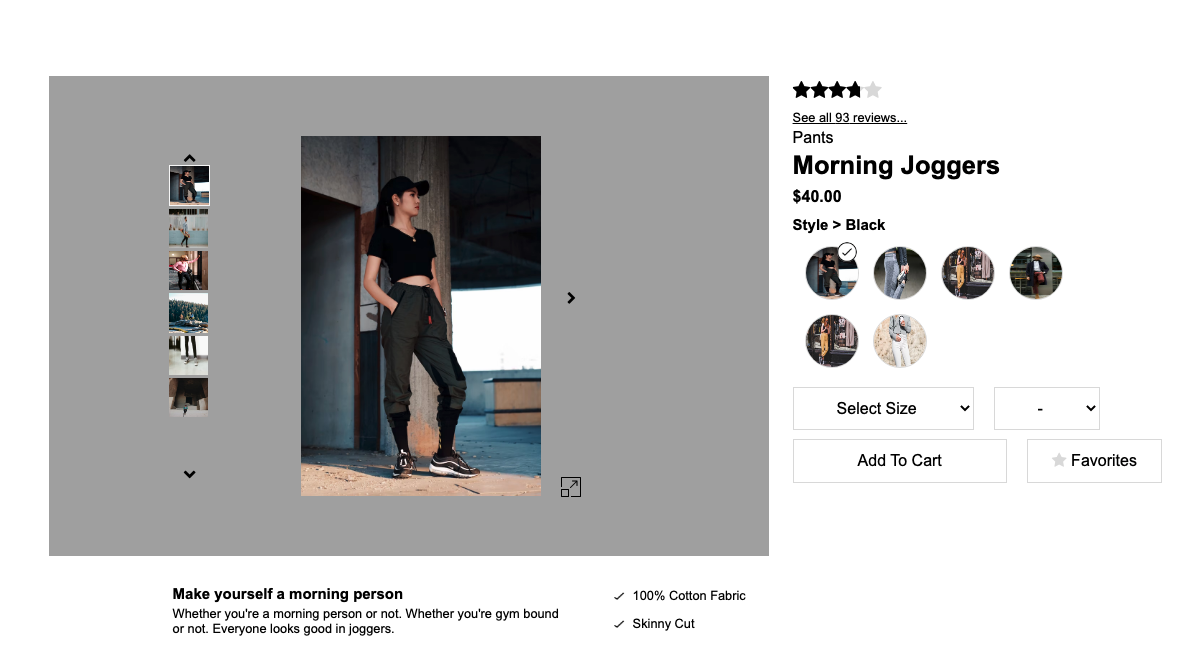 See all 93 reviews...
Pants
Morning Joggers
$40.00
Style > Black
Select Size
-
Add To Cart
Favorites
Make yourself a morning person
Whether you're a morning person or not. Whether you're gym bound
or not. Everyone looks good in joggers.
100% Cotton Fabric
Skinny Cut